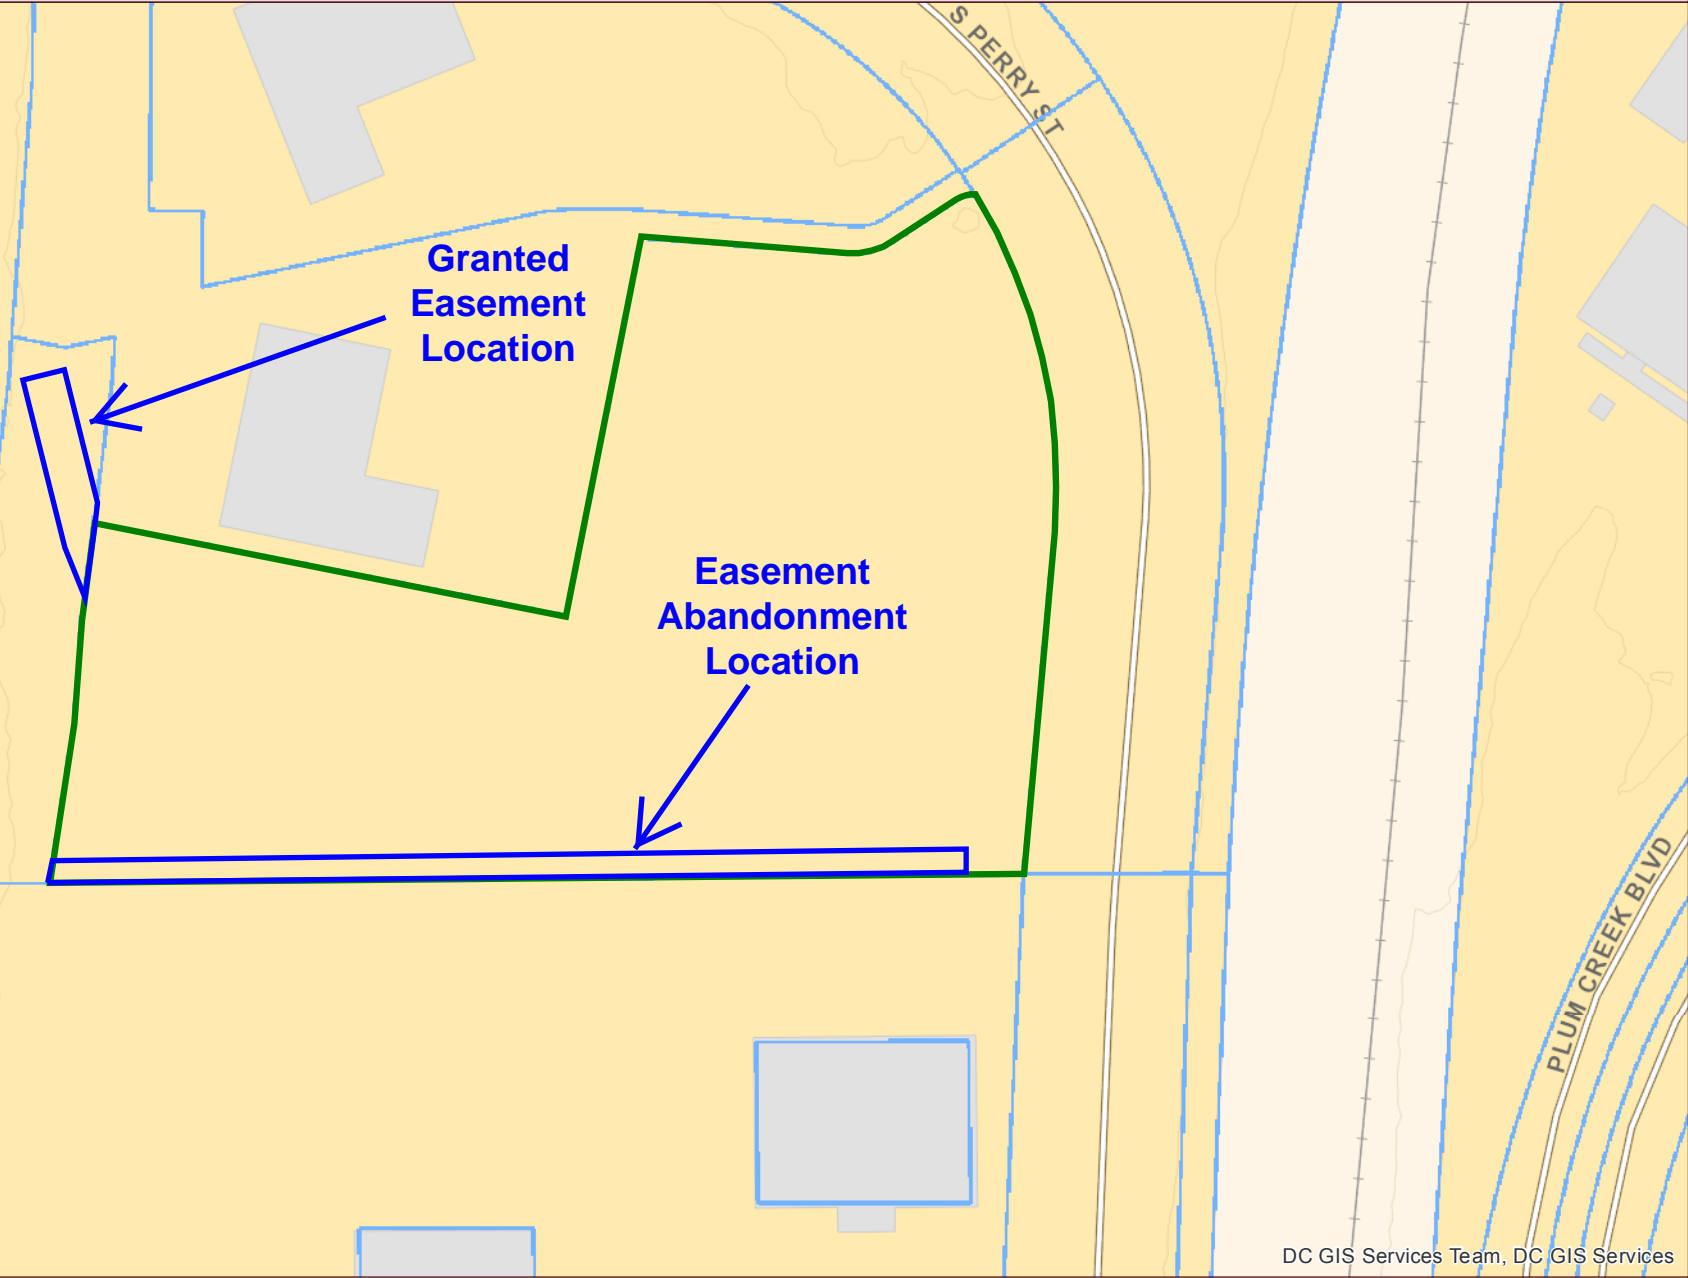 S PERRY ST
Granted
Easement
Location
Easement
Abandonment
Location
PLUM CREEK BLVD
DC GIS Services Team, DC GIS Services